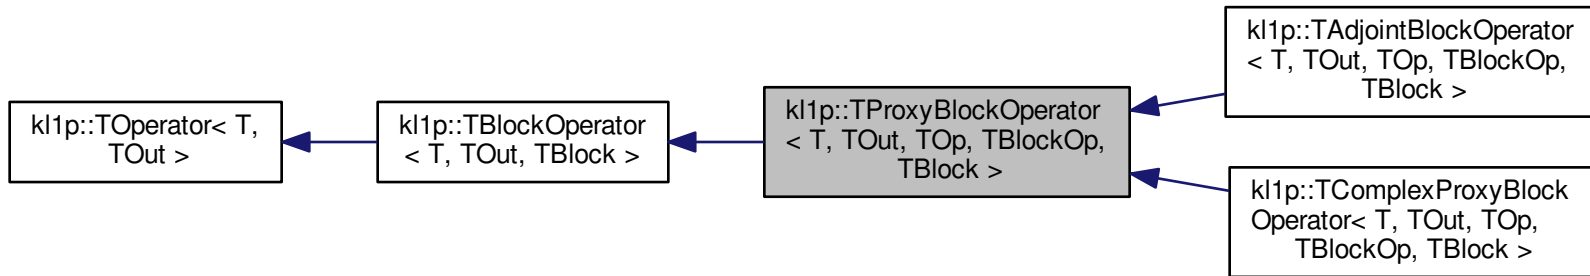 kl1p::TOperator< T,
TOut >
kl1p::TBlockOperator
< T, TOut, TBlock >
kl1p::TProxyBlockOperator
< T, TOut, TOp, TBlockOp,
TBlock >
kl1p::TAdjointBlockOperator
< T, TOut, TOp, TBlockOp,
TBlock >
kl1p::TComplexProxyBlock
Operator< T, TOut, TOp,
TBlockOp, TBlock >